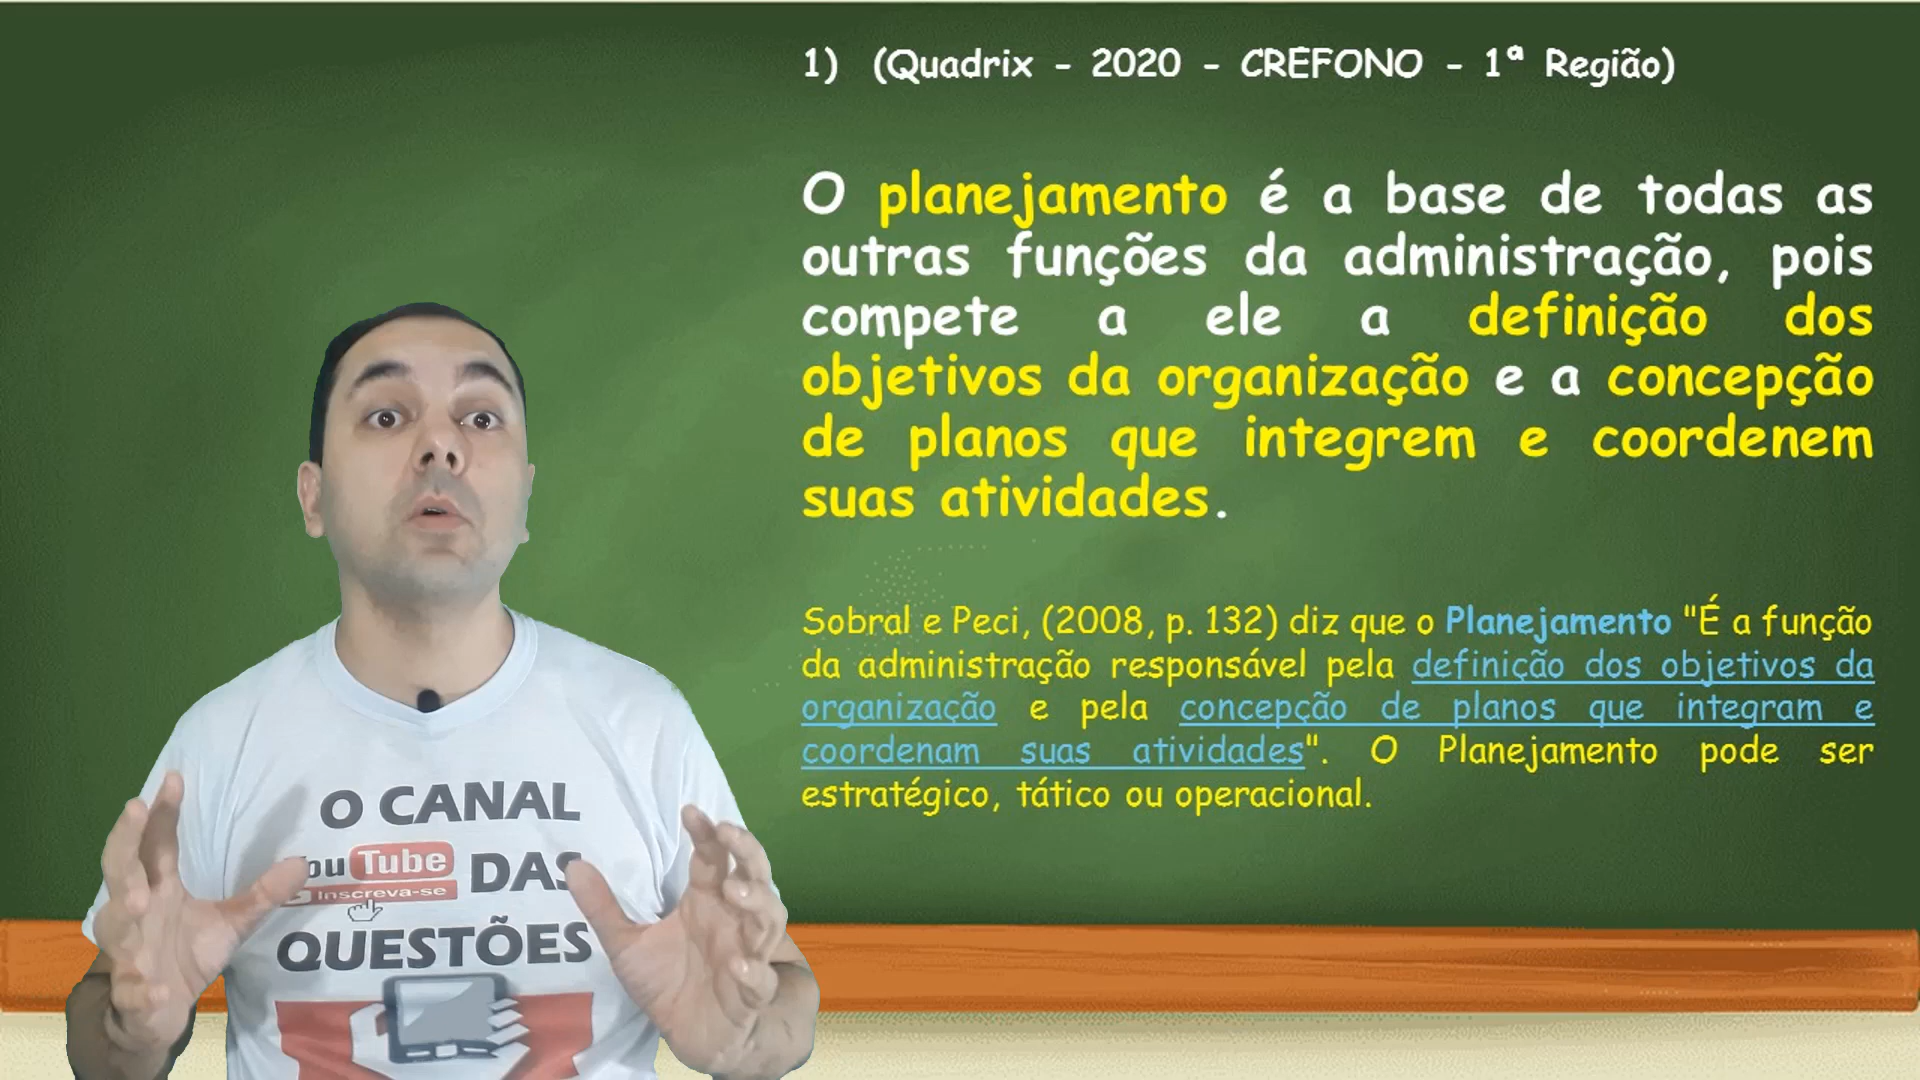 1) (Quadrix - 2020 - CREFONO - 1ª Região)
O planejamento é a base de todas as
outras funções da administração, pois
compete a ele a definição dos
objetivos da organização e a concepção
de planos que integrem e coordenem
suas atividades.
Sobral e Peci, (2008, p. 132) diz que o Planejamento "É a função
da administração responsável pela definição dos objetivos da
organização e pela concepção de planos que integram e
coordenam suas atividades". O Planejamento pode ser
estratégico, tático ou operacional.
O CANAL
ouTube DAS
Inscreva-se
QUESTÕES